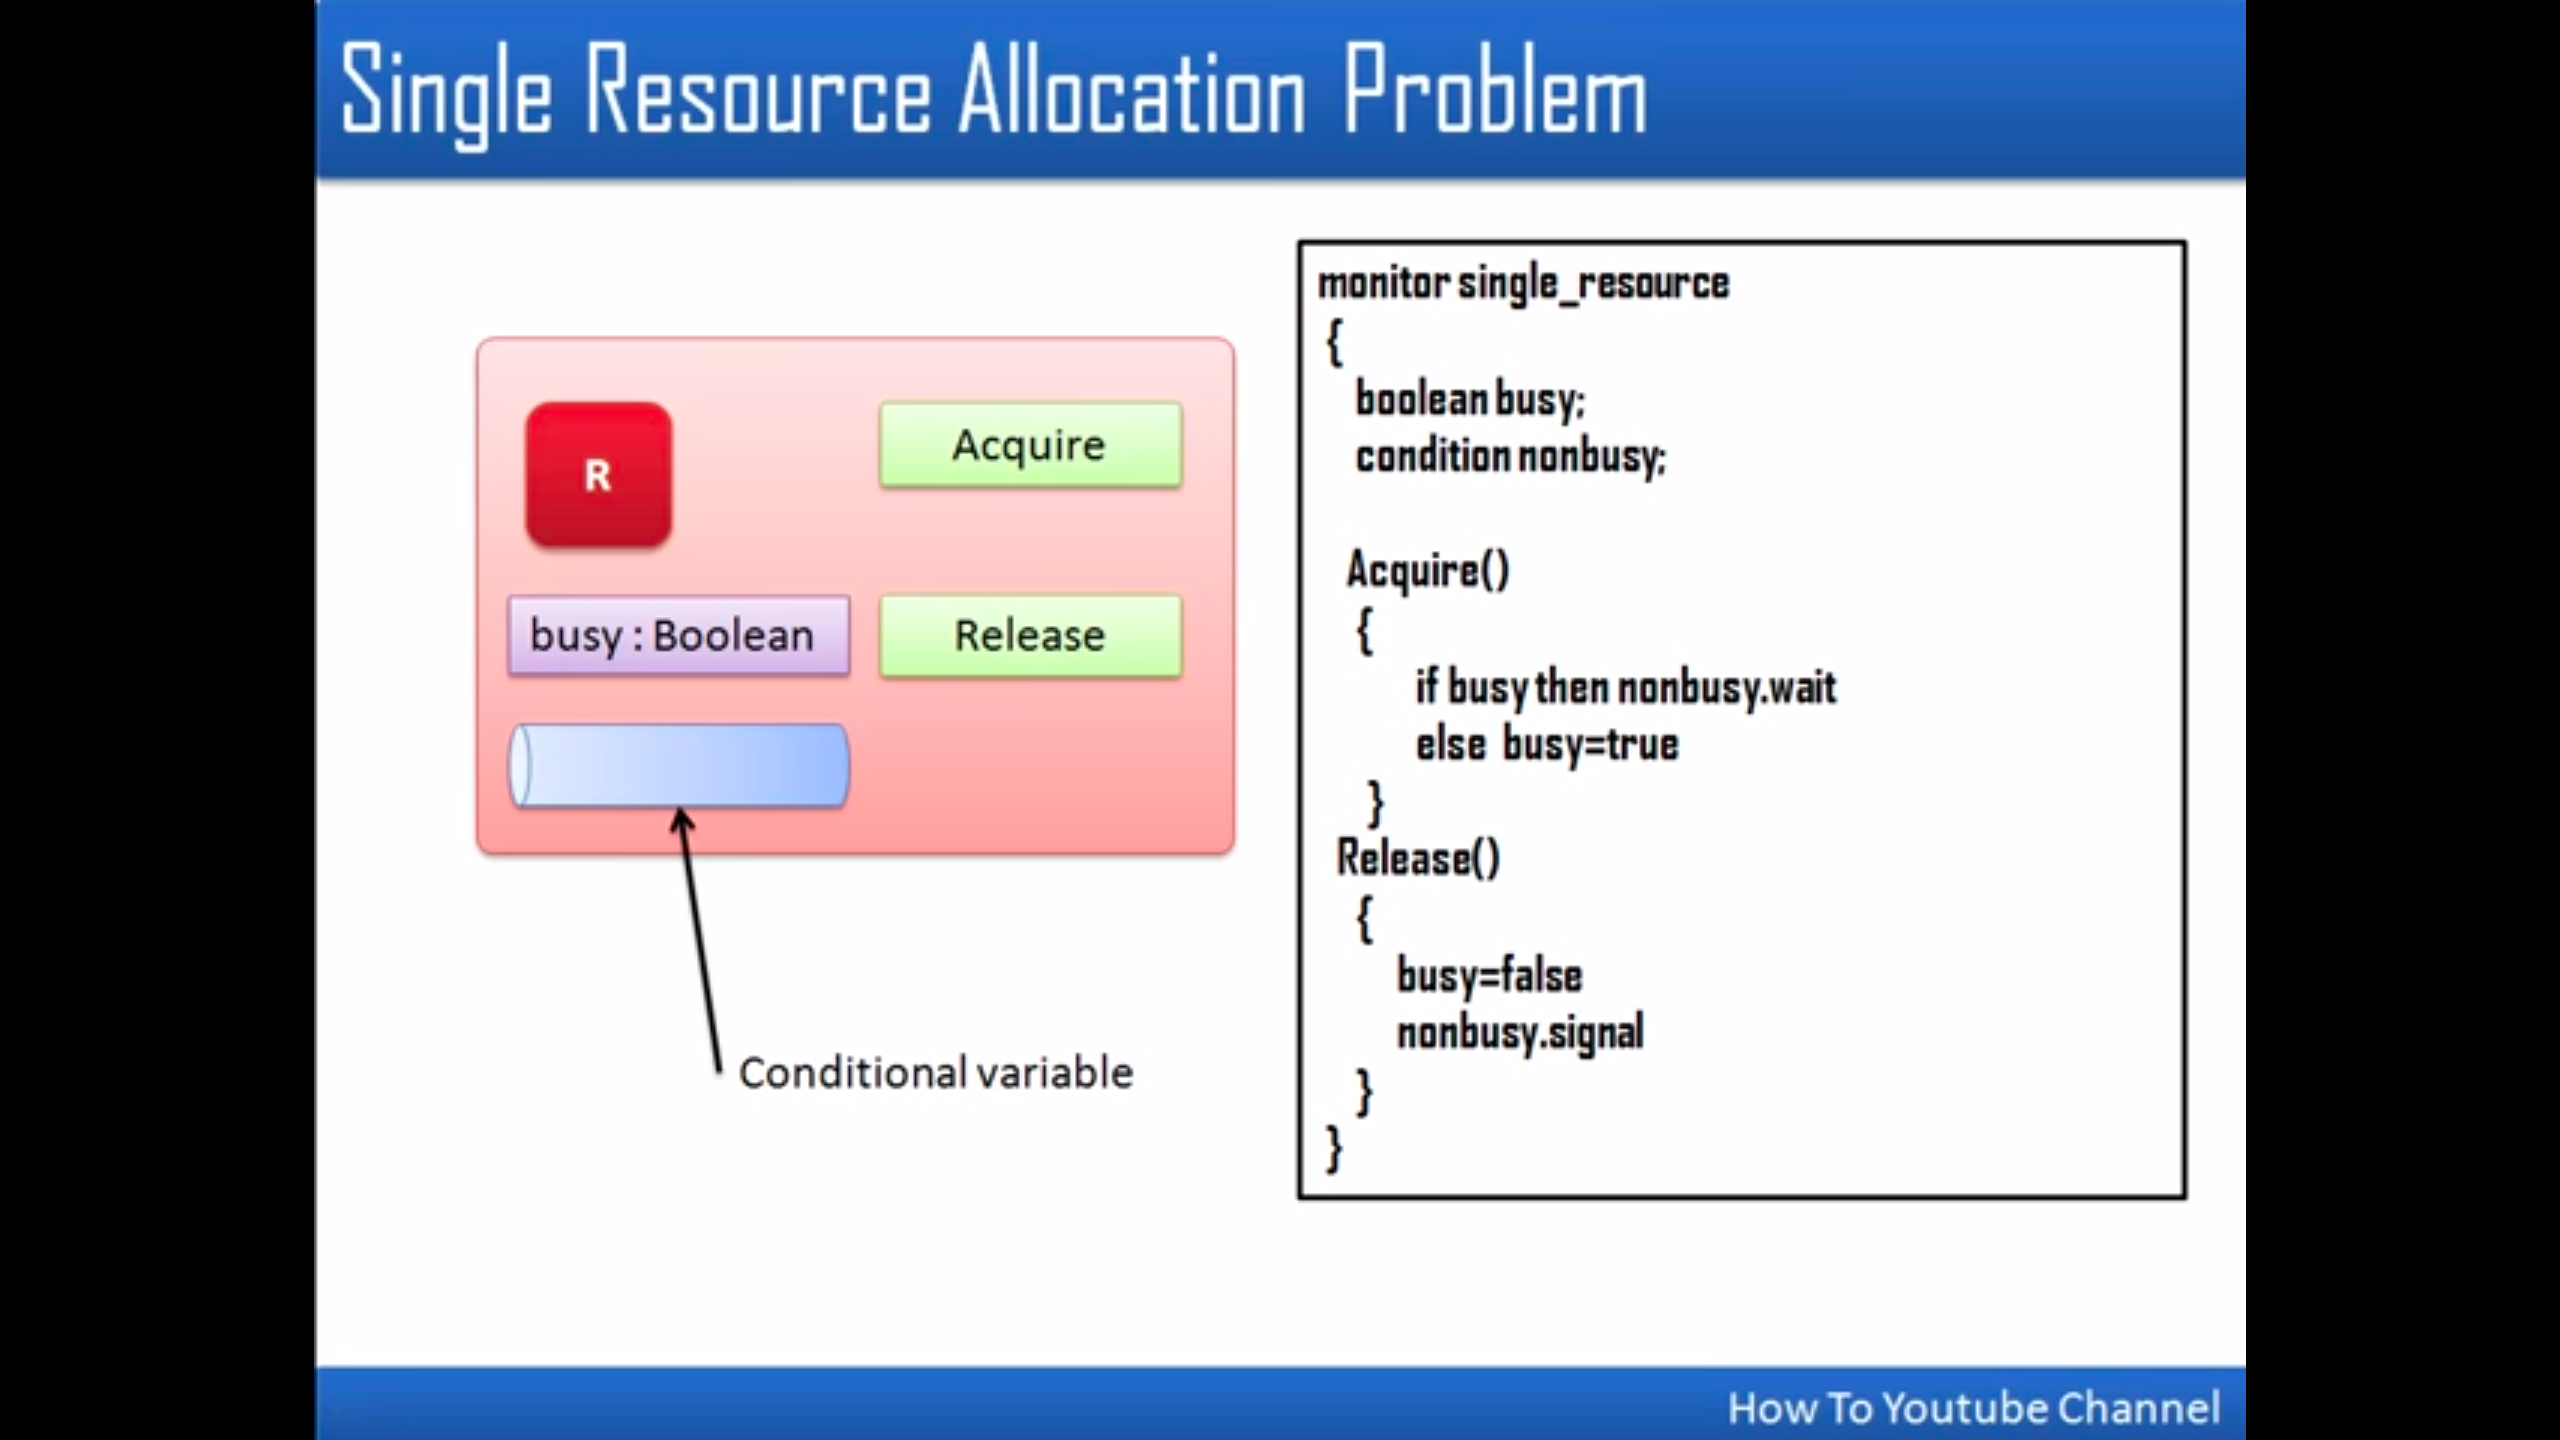 Single Resource Allocation Problem
R
Acquire
busy : Boolean
Release
Conditional variable
monitor single_resource
{
boolean busy;
condition nonbusy;
Acquire()
{
if busy then nonbusy.wait
else busy=true
}
Release()
{
busy=false
nonbusy.signal
}
}
How To Youtube Channel